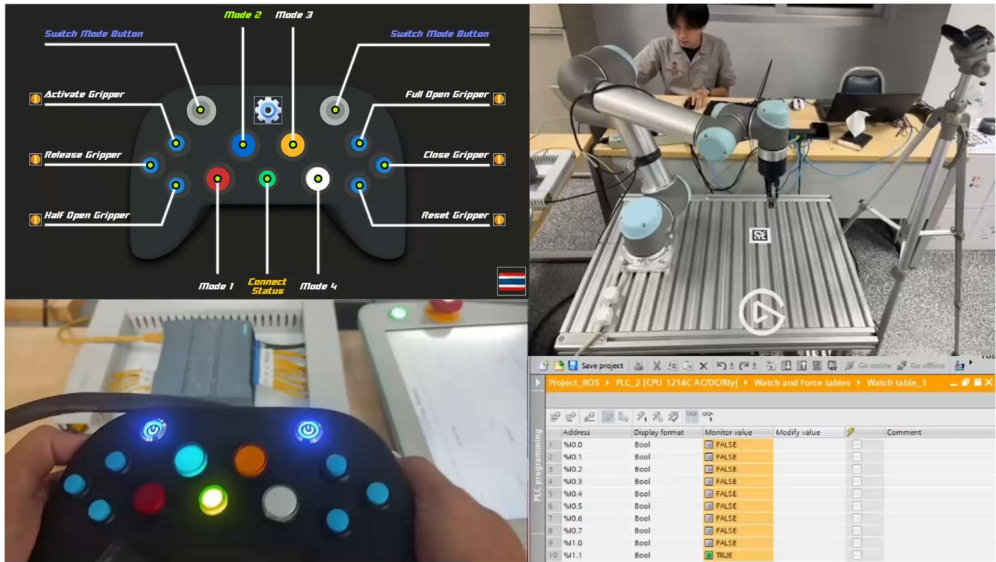 Mode 2
Mode 3
Switch Mode Button
Switch Mode Button
Activate Gripper
Full Open Gripper
Release Gripper
Close Gripper
Half Open Gripper
Reset Gripper
Mode 1
Connect
Status
Mode 4
Save project
Go online
Go offline
Project_ROS
PLC_2 [CPU 1214C AC/DC/Rly]
Watch and force tables
Watch table_1
PLC programming
Address
Display format
Monitor value
Modify value
Comment
1 %I0.0 Bool FALSE
2 %I0.1 Bool FALSE
3 %I0.2 Bool FALSE
4 %I0.3 Bool FALSE
5 %I0.4 Bool FALSE
6 %I0.5 Bool FALSE
7 %I0.6 Bool FALSE
8 %I0.7 Bool FALSE
9 %I1.0 Bool FALSE
10 %I1.1 Bool TRUE